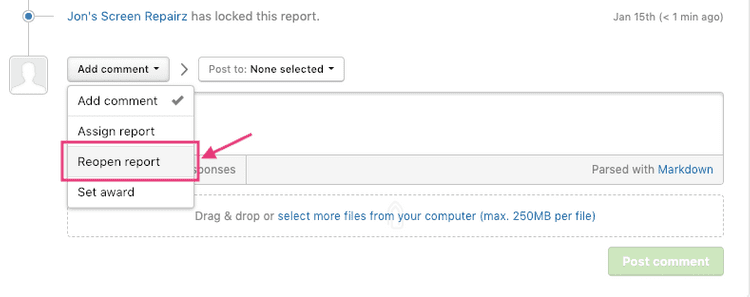 Jon's Screen Repairz has locked this report.
Jan 15th (< 1 min ago)
Add comment
Post to: None selected
Add comment
Assign report
Reopen report
Set award
sponses
Parsed with Markdown
Drag & drop or select more files from your computer (max. 250MB per file)
Post comment